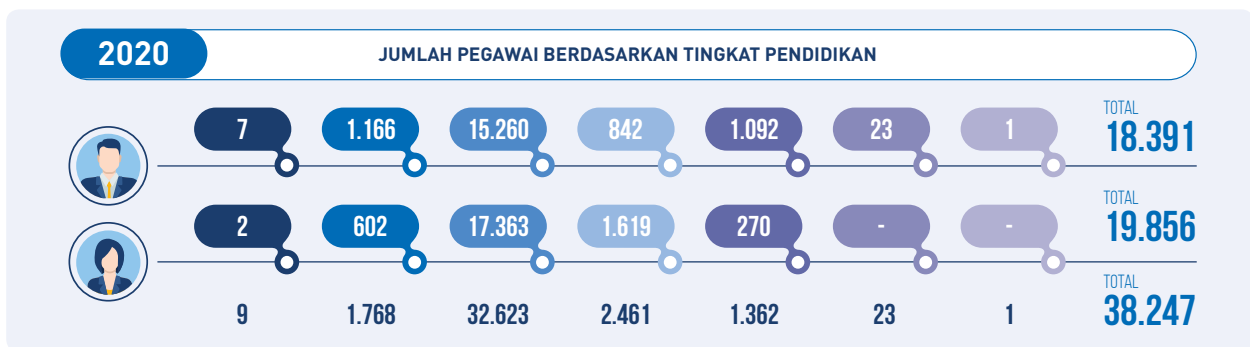 2020 JUMLAH PEGAWAI BERDASARKAN TINGKAT PENDIDIKAN
TOTAL
7 1.166 15.260 842 1.092 23 1 18.391
TOTAL
2 602 17.363 1.619 270 - - 19.856
TOTAL
9 1.768 32.623 2.461 1.362 23 1 38.247